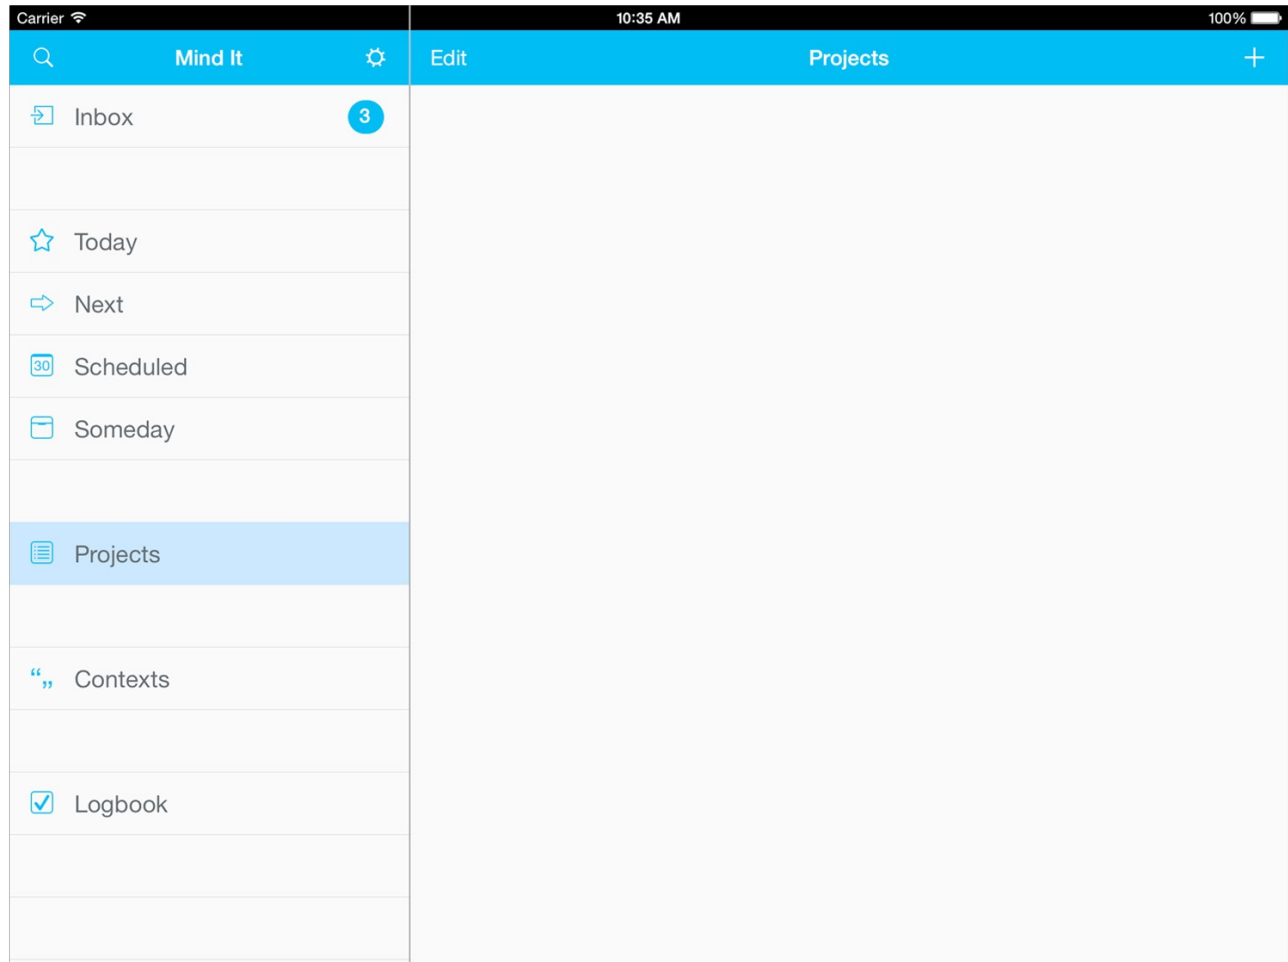 Carrier 10:35 AM 100%
Mind It
Edit Projects
Inbox 3
Today
Next
30 Scheduled
Someday
Projects
“„ Contexts
Logbook